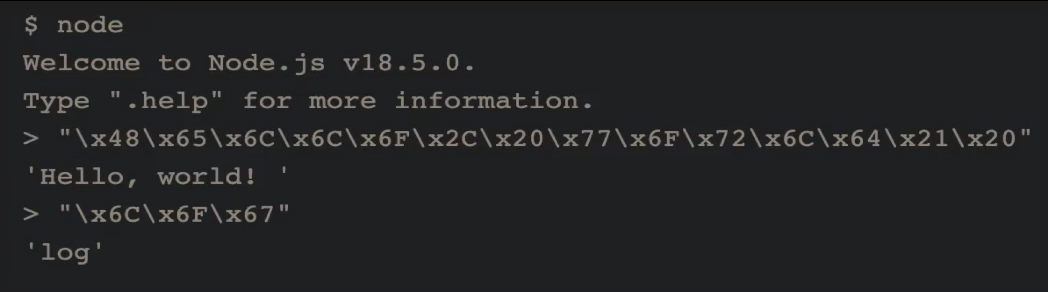 $ node
Welcome to Node.js v18.5.0.
Type ".help" for more information.
> "\x48\x65\x6C\x6C\x6F\x2C\x20\x77\x6F\x72\x6C\x64\x21\x20"
'Hello, world! '
> "\x6C\x6F\x67"
'log'